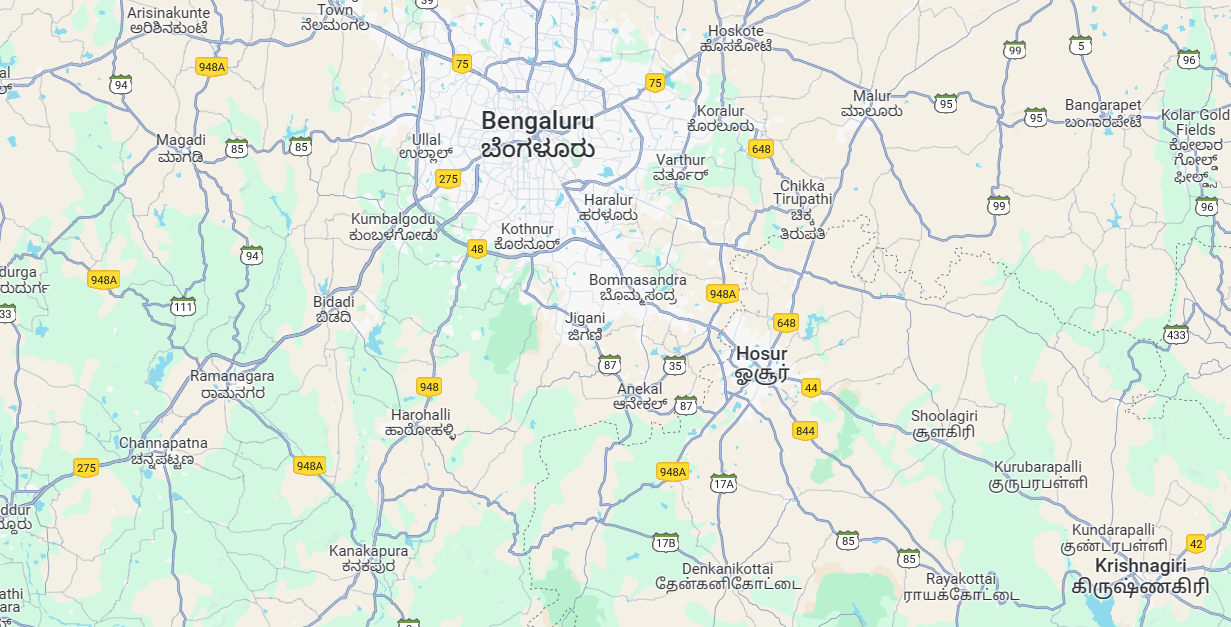 39
Arisinakunte
ಅರಿಶಿನಕುಂಟೆ
Town
ನೆಲಮಂಗಲ
Hoskote
ಹೊಸಕೋಟೆ
99
5
96
75
948A
75
94
Bengaluru
ಬೆಂಗಳೂರು
Koralur
ಕೊರಲೂರು
Malur
ಮಾಲೂರು
95
95
Bangarapet
ಬಂಗಾರಪೇಟೆ
Kolar Gold
Fields
ಕೋಲಾರ
ಗೋಲ್ಡ್
ಫೀಲ್ಡ್ಸ್
Magadi
ಮಾಗಡಿ
85
85
Ullal
ಉಲ್ಲಾಲ್
648
Varthur
ವರ್ತೂರ್
275
Chikka
Tirupathi
ಚಿಕ್ಕ
ತಿರುಪತಿ
99
96
Haralur
ಹರಳೂರು
Kumbalgodu
ಕುಂಬಳಗೋಡು
Kothnur
ಕೊಠನೂರ್
48
94
durga
ರುದುರ್ಗ
948A
Bommasandra
ಬೊಮ್ಮಸಂದ್ರ
948A
111
Bidadi
ಬಿಡದಿ
33
Jigani
ಜಿಗಣಿ
648
433
Hosur
ஓசூர்
87
35
Ramanagara
ರಾಮನಗರ
948
Anekal
ಆನೇಕಲ್
44
87
Harohalli
ಹಾರೋಹಳ್ಳಿ
Shoolagiri
சூளகிரி
844
Channapatna
ಚನ್ನಪಟ್ಟಣ
275
948A
948A
17A
Kurubarapalli
குருபரபள்ளி
ddur
ದ್ದೂರು
Kundarapalli
குண்டரபள்ளி
42
17B
85
85
Kanakapura
ಕನಕಪುರ
Denkanikottai
தேன்கனிகோட்டை
Rayakottai
ராயக்கோட்டை
Krishnagiri
கிருஷ்ணகிரி
athi
ara